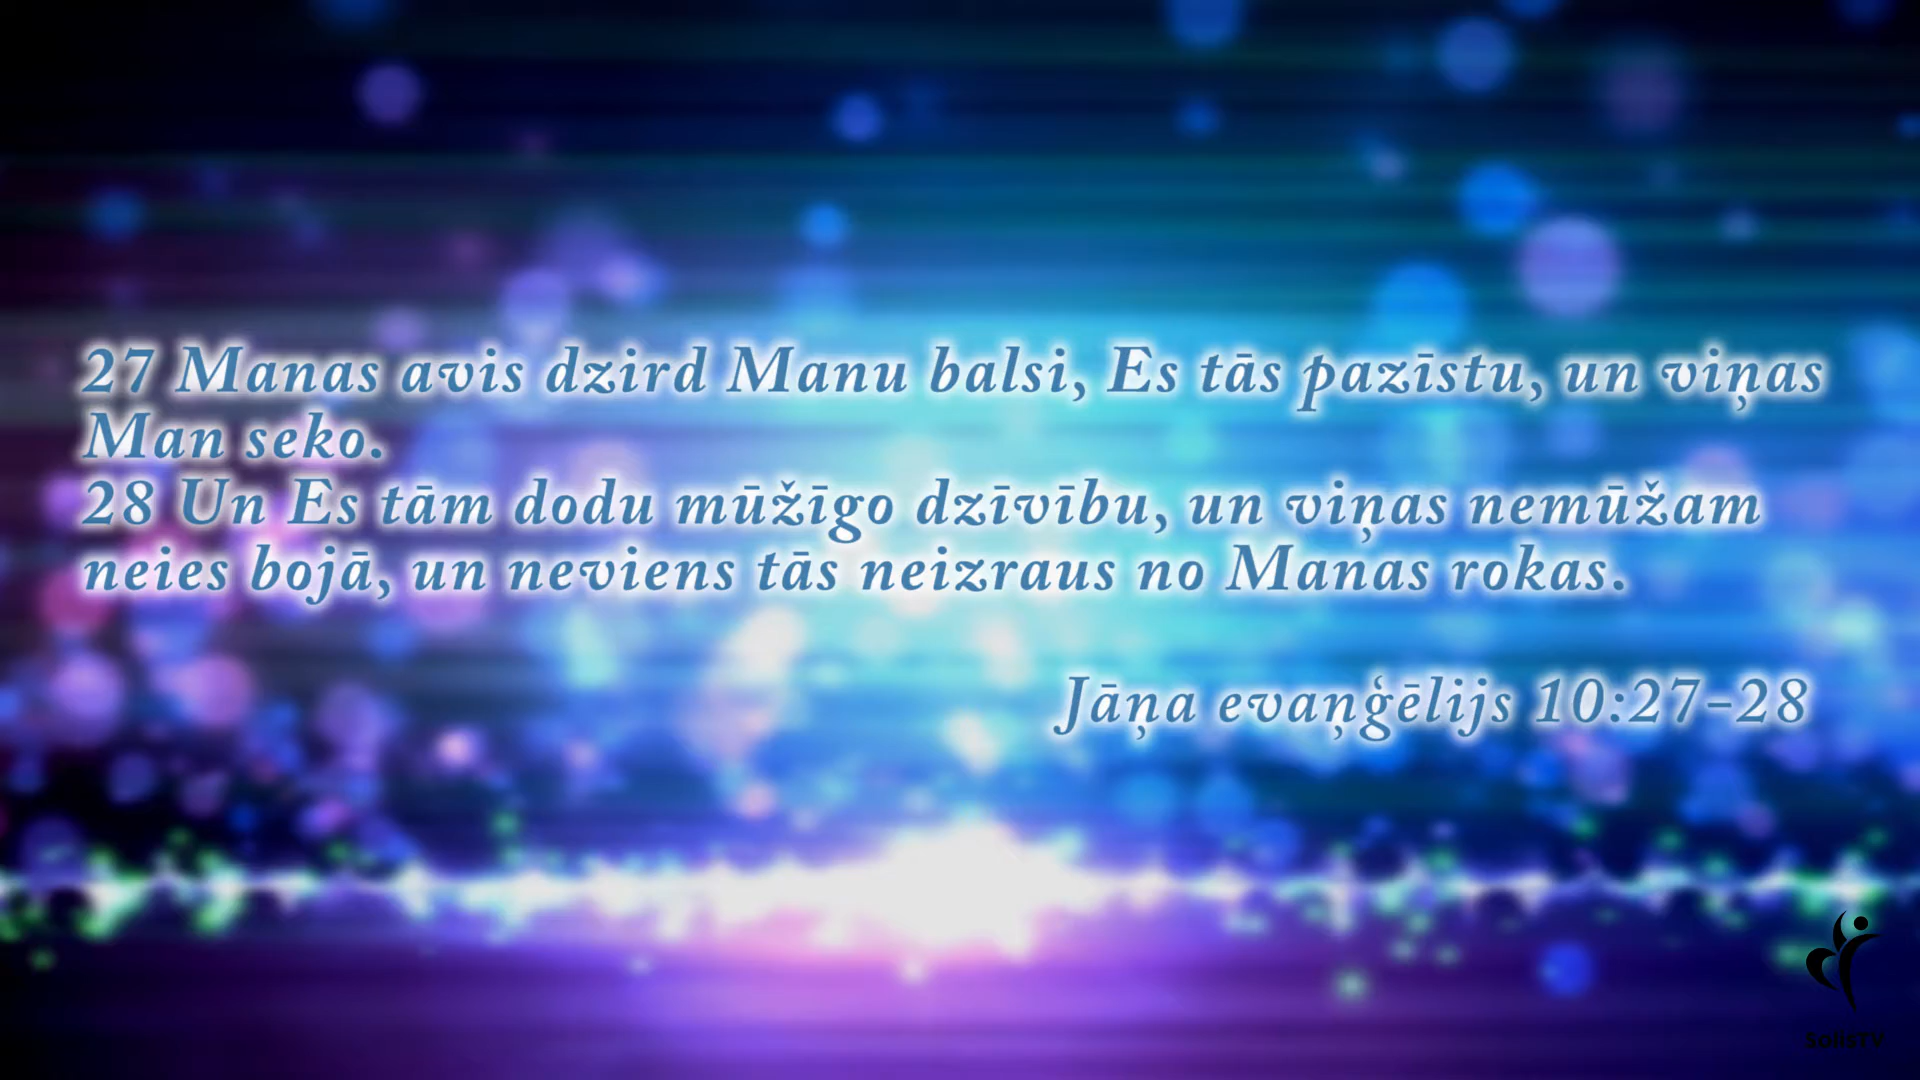 27 Manas avis dzird Manu balsi, Es tās pazīstu, un viņas
Man seko.
28 Un Es tām dodu mūžīgo dzīvību, un viņas nemūžam
neies bojā, un neviens tās neizraus no Manas rokas.
Jāņa evaņģēlijs 10:27-28
SolisTV